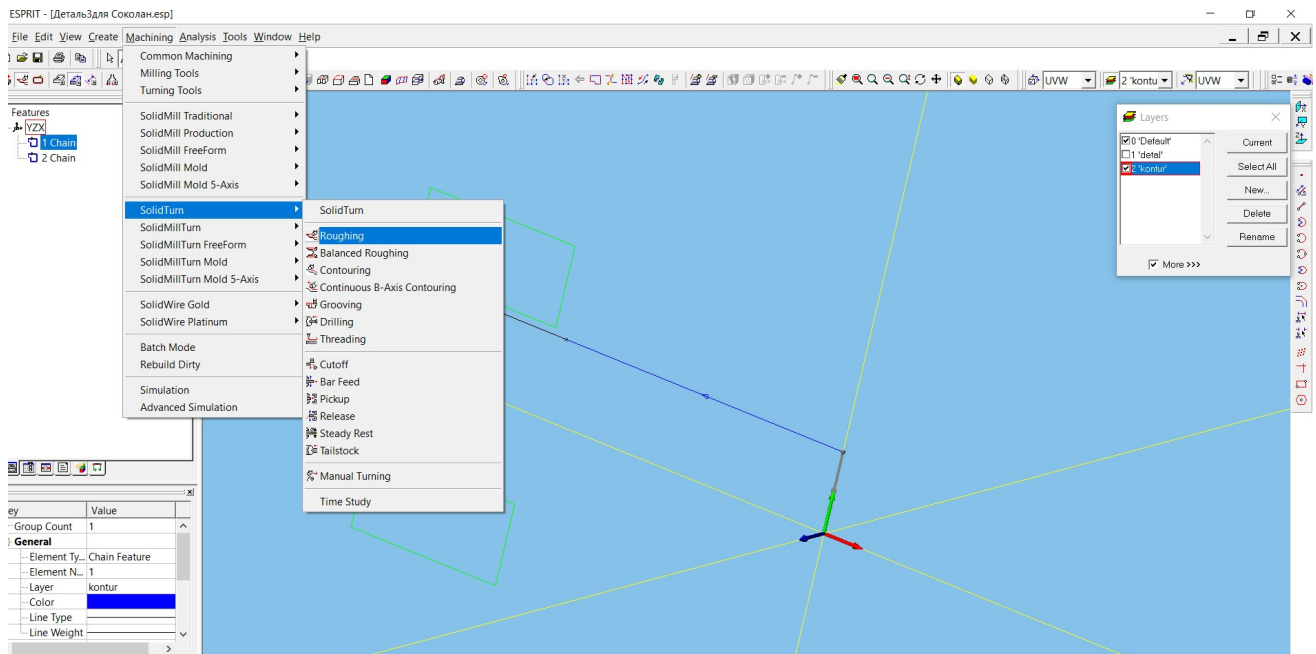 ESPRIT - [Деталь3для Соколан.esp]
File Edit View Create Machining Analysis Tools Window Help
UVW
2 'kontu
UVW
Features
YZX
1 Chain
2 Chain
Common Machining
Milling Tools
Turning Tools
SolidMill Traditional
SolidMill Production
SolidMill FreeForm
SolidMill Mold
SolidMill Mold 5-Axis
SolidTurn
SolidMillTurn
SolidMillTurn FreeForm
SolidMillTurn Mold
SolidMillTurn Mold 5-Axis
SolidWire Gold
SolidWire Platinum
Batch Mode
Rebuild Dirty
Simulation
Advanced Simulation
SolidTurn
Roughing
Balanced Roughing
Contouring
Continuous B-Axis Contouring
Grooving
Drilling
Threading
Cutoff
Bar Feed
Pickup
Release
Steady Rest
Tailstock
Manual Turning
Time Study
Layers
0 'Default'
1 'detal'
2 'kontur'
Current
Select All
New...
Delete
Rename
More >>>
ey Value
Group Count 1
General
Element Ty... Chain Feature
Element N... 1
Layer kontur
Color
Line Type
Line Weight